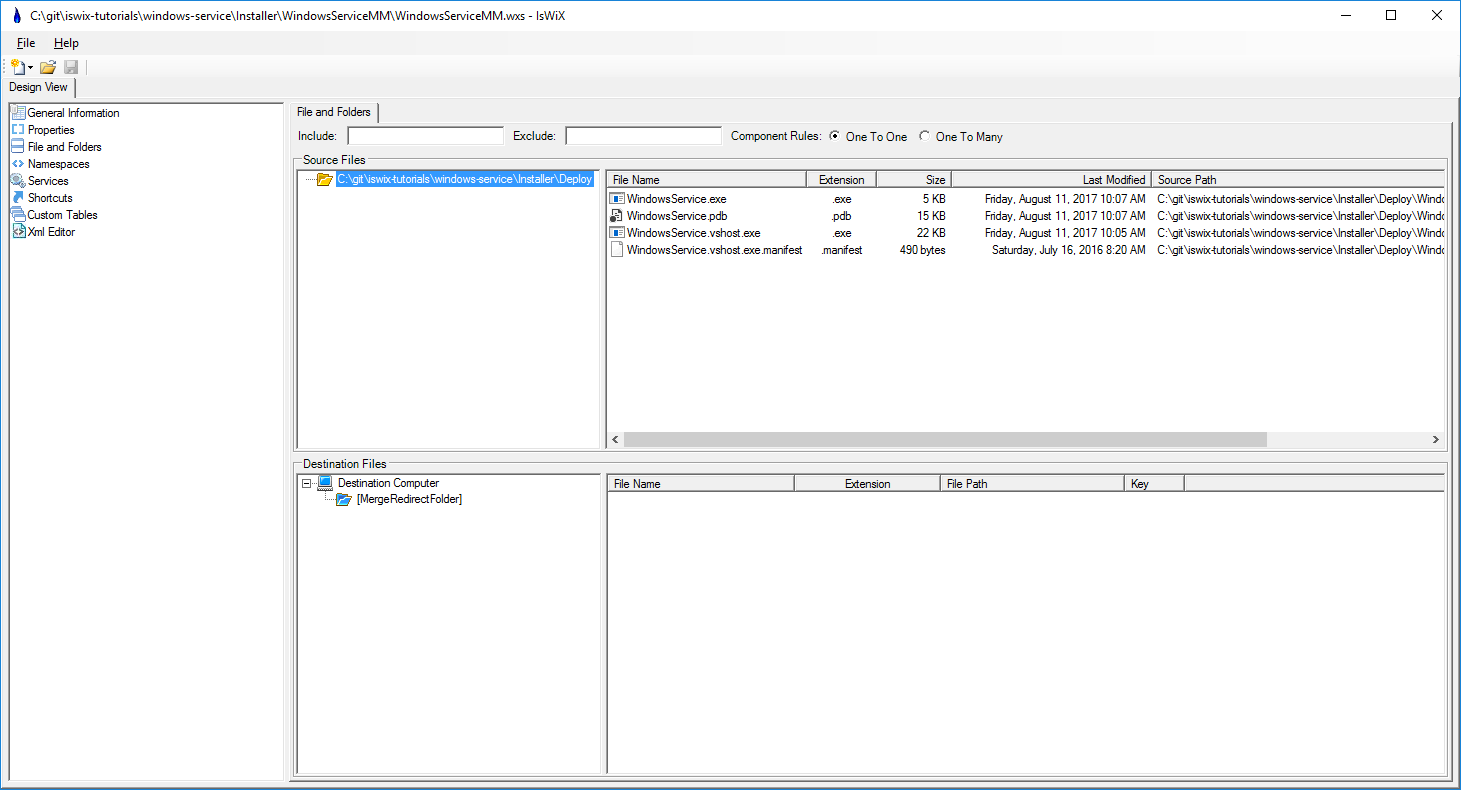 C:\git\iswix-tutorials\windows-service\Installer\WindowsServiceMM\WindowsServiceMM.wxs - IsWiX
File Help
Design View
General Information
Properties
File and Folders
Namespaces
Services
Shortcuts
Custom Tables
Xml Editor
File and Folders
Include: Exclude: Component Rules: One To One One To Many
Source Files
C:\git\iswix-tutorials\windows-service\Installer\Deploy
File Name Extension Size Last Modified Source Path
WindowsService.exe .exe 5 KB Friday, August 11, 2017 10:07 AM C:\git\iswix-tutorials\windows-service\Installer\Deploy\Windo
WindowsService.pdb .pdb 15 KB Friday, August 11, 2017 10:07 AM C:\git\iswix-tutorials\windows-service\Installer\Deploy\Windo
WindowsService.vshost.exe .exe 22 KB Friday, August 11, 2017 10:05 AM C:\git\iswix-tutorials\windows-service\Installer\Deploy\Windo
WindowsService.vshost.exe.manifest .manifest 490 bytes Saturday, July 16, 2016 8:20 AM C:\git\iswix-tutorials\windows-service\Installer\Deploy\Windo
Destination Files
Destination Computer
[MergeRedirectFolder]
File Name Extension File Path Key